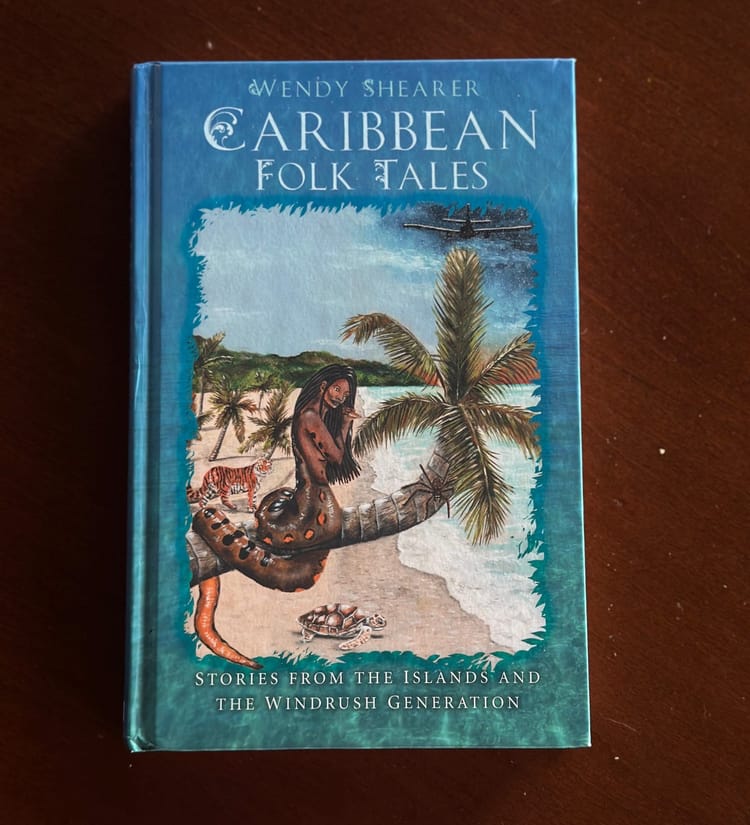 Wendy Shearer
Caribbean
Folk Tales
Stories from the Islands and
the Windrush Generation